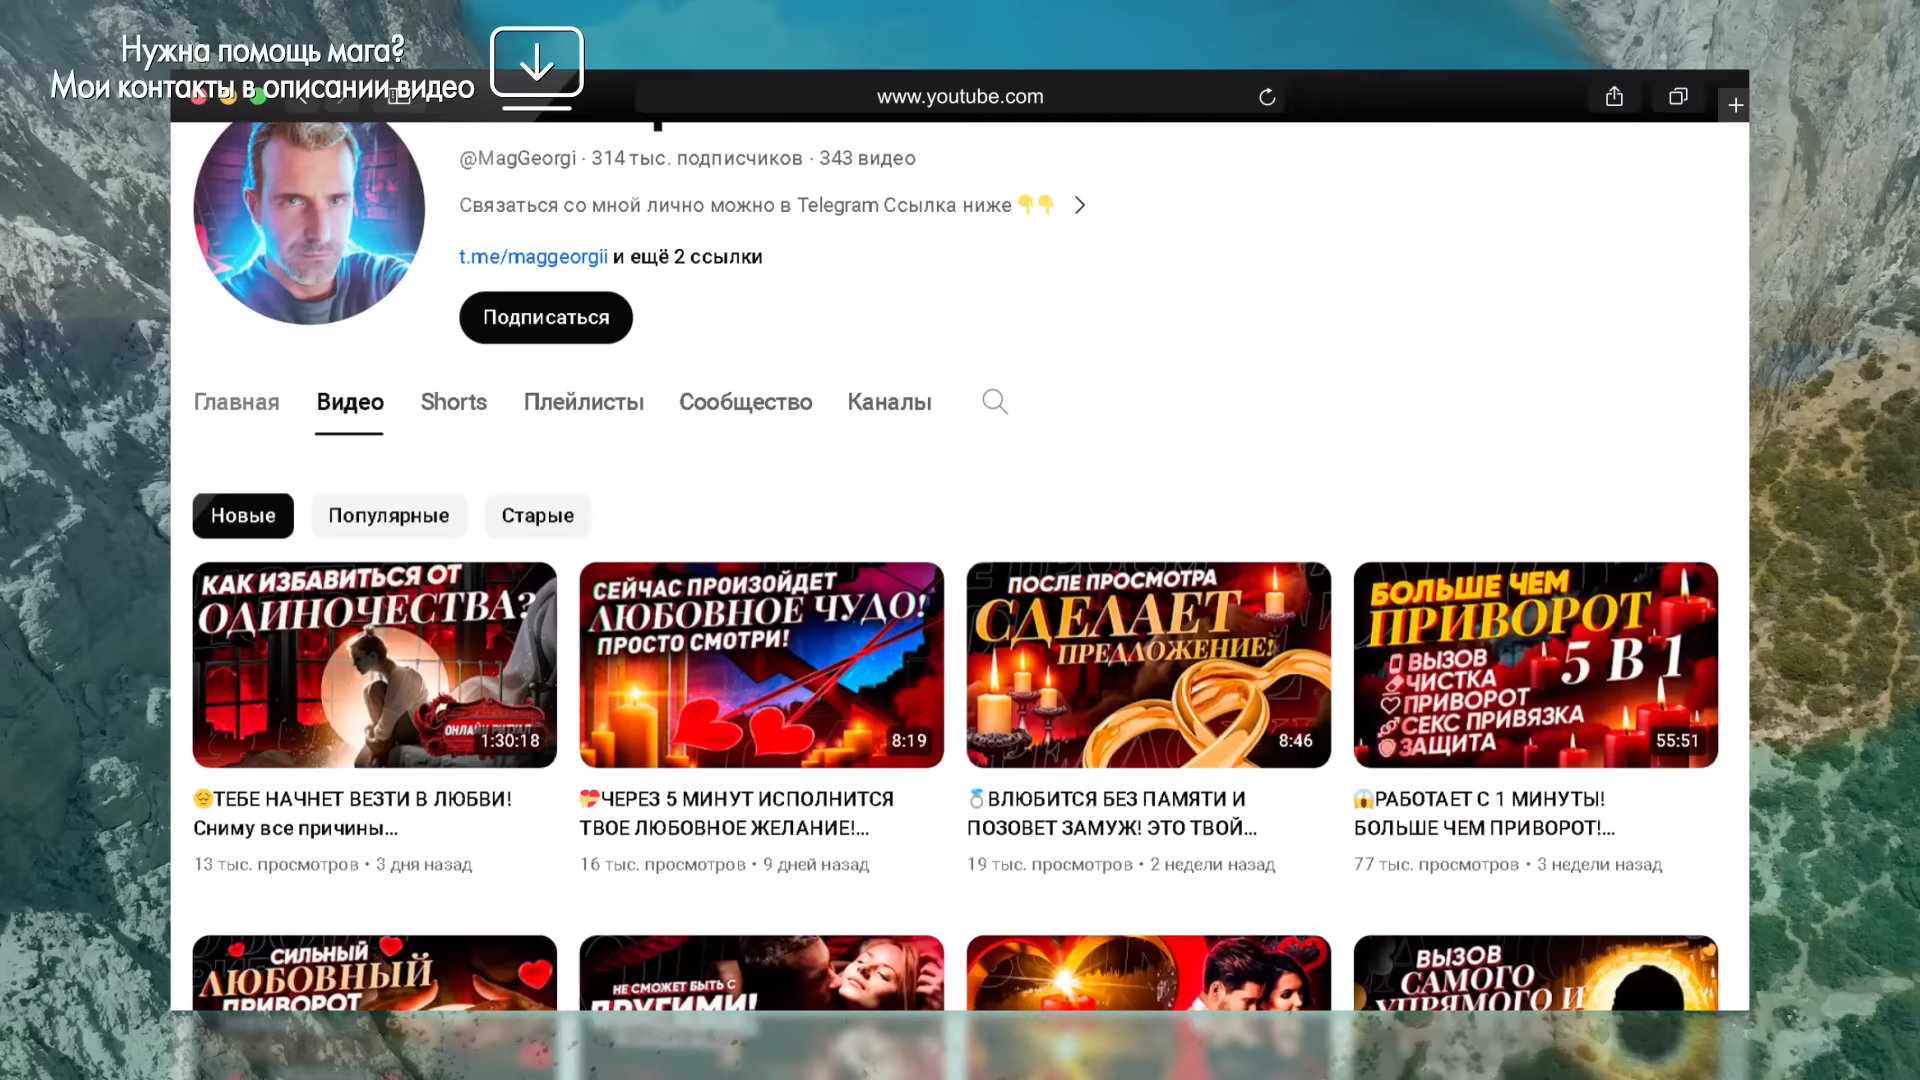 Нужна помощь мага?
Мои контакты в описании видео
www.youtube.com
@MagGeorgi · 314 тыс. подписчиков · 343 видео
Связаться со мной лично можно в Telegram Ссылка ниже 👇👇
t.me/maggeorgii и ещё 2 ссылки
Подписаться
Главная Видео Shorts Плейлисты Сообщество Каналы
Новые Популярные Старые
КАК ИЗБАВИТЬСЯ ОТ
ОДИНОЧЕСТВА?
ОНЛАЙН РИТУАЛ
1:30:18
СЕЙЧАС ПРОИЗОЙДЕТ
ЛЮБОВНОЕ ЧУДО!
ПРОСТО СМОТРИ!
8:19
ПОСЛЕ ПРОСМОТРА
СДЕЛАЕТ
ПРЕДЛОЖЕНИЕ!
8:46
БОЛЬШЕ ЧЕМ
ПРИВОРОТ
5 В 1
ВЫЗОВ
ЧИСТКА
ПРИВОРОТ
СЕКС ПРИВЯЗКА
ЗАЩИТА
55:51
😔ТЕБЕ НАЧНЕТ ВЕЗТИ В ЛЮБВИ!
Сниму все причины...
13 тыс. просмотров • 3 дня назад
💝ЧЕРЕЗ 5 МИНУТ ИСПОЛНИТСЯ
ТВОЕ ЛЮБОВНОЕ ЖЕЛАНИЕ!...
16 тыс. просмотров • 9 дней назад
💍ВЛЮБИТСЯ БЕЗ ПАМЯТИ И
ПОЗОВЕТ ЗАМУЖ! ЭТО ТВОЙ...
19 тыс. просмотров • 2 недели назад
😱РАБОТАЕТ С 1 МИНУТЫ!
БОЛЬШЕ ЧЕМ ПРИВОРОТ!...
77 тыс. просмотров • 3 недели назад
СИЛЬНЫЙ
ЛЮБОВНЫЙ
ПРИВОРОТ
НЕ СМОЖЕТ БЫТЬ С
ДРУГИМИ!
ВЫЗОВ
САМОГО
УПРЯМОГО И